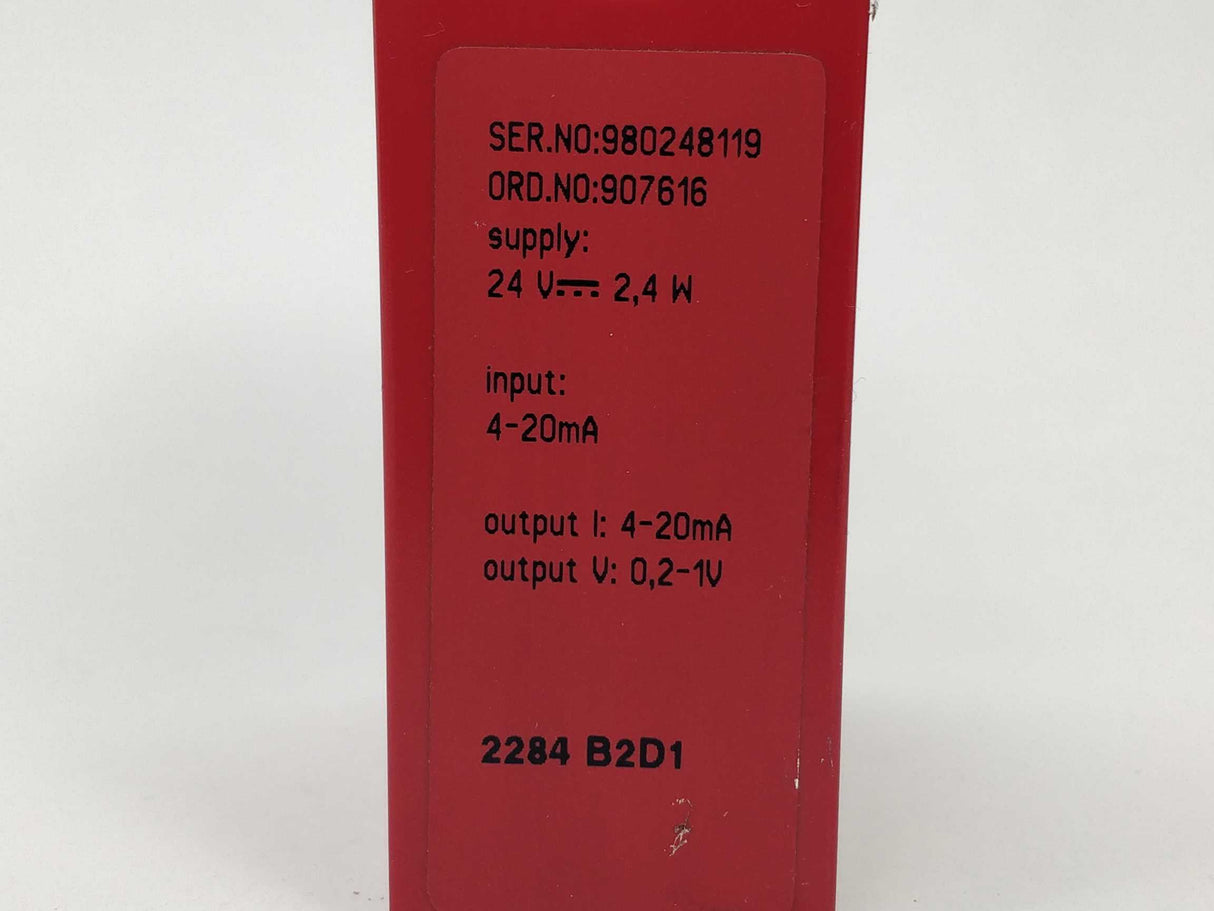 SER.NO:980248119
ORD.NO:907616
supply:
24 V⎓ 2,4 W
input:
4-20mA
output I: 4-20mA
output V: 0,2-1V
2284 B2D1